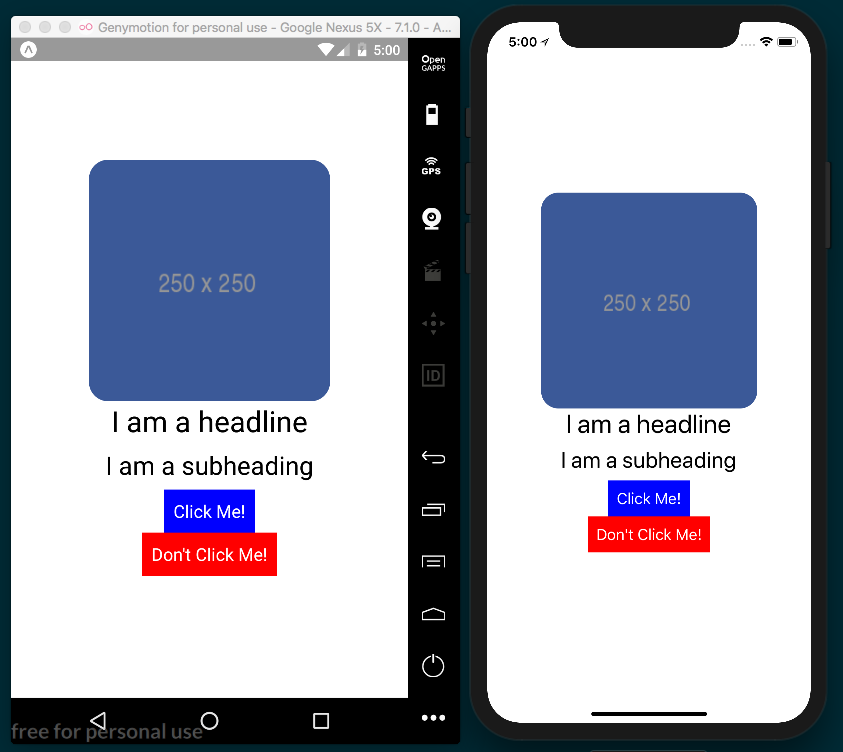 Genymotion for personal use - Google Nexus 5X - 7.1.0 - A...
5:00
Open
GAPPS
GPS
250 x 250
ID
I am a headline
I am a subheading
Click Me!
Don't Click Me!
free for personal use
5:00
250 x 250
I am a headline
I am a subheading
Click Me!
Don't Click Me!